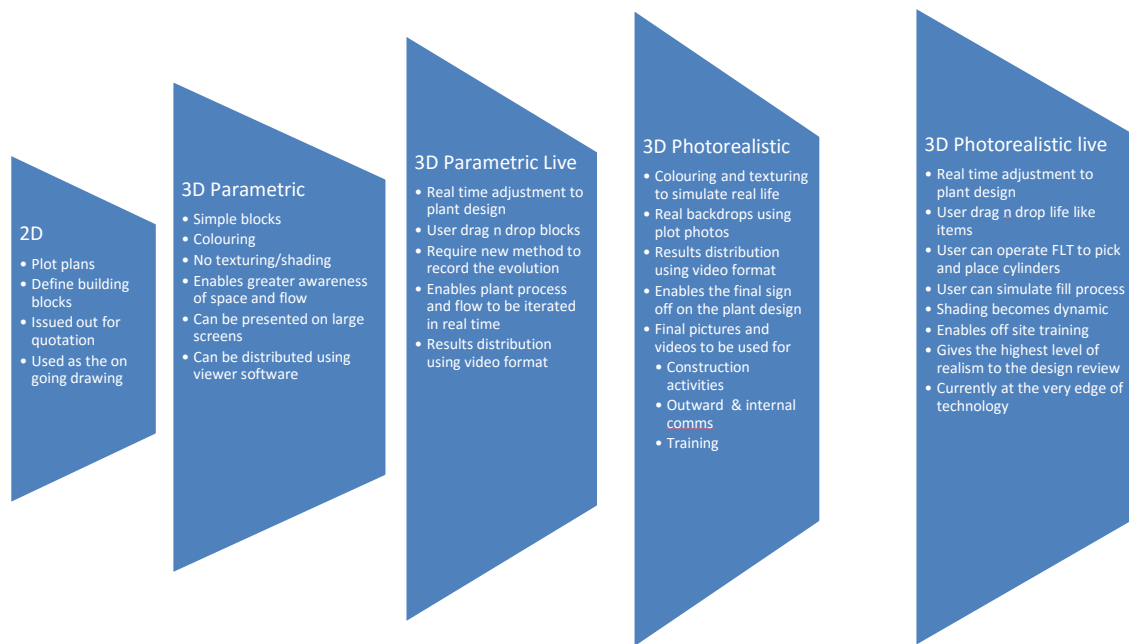 2D
• Plot plans
• Define building
blocks
• Issued out for
quotation
• Used as the on
going drawing
3D Parametric
• Simple blocks
• Colouring
• No texturing/shading
• Enables greater awareness
of space and flow
• Can be presented on large
screens
• Can be distributed using
viewer software
3D Parametric Live
• Real time adjustment to
plant design
• User drag n drop blocks
• Require new method to
record the evolution
• Enables plant process
and flow to be iterated
in real time
• Results distribution
using video format
3D Photorealistic
• Colouring and texturing
to simulate real life
• Real backdrops using
plot photos
• Results distribution
using video format
• Enables the final sign
off on the plant design
• Final pictures and
videos to be used for
• Construction
activities
• Outward & internal
comms
• Training
3D Photorealistic live
• Real time adjustment to
plant design
• User drag n drop life like
items
• User can operate FLT to pick
and place cylinders
• User can simulate fill process
• Shading becomes dynamic
• Enables off site training
• Gives the highest level of
realism to the design review
• Currently at the very edge of
technology